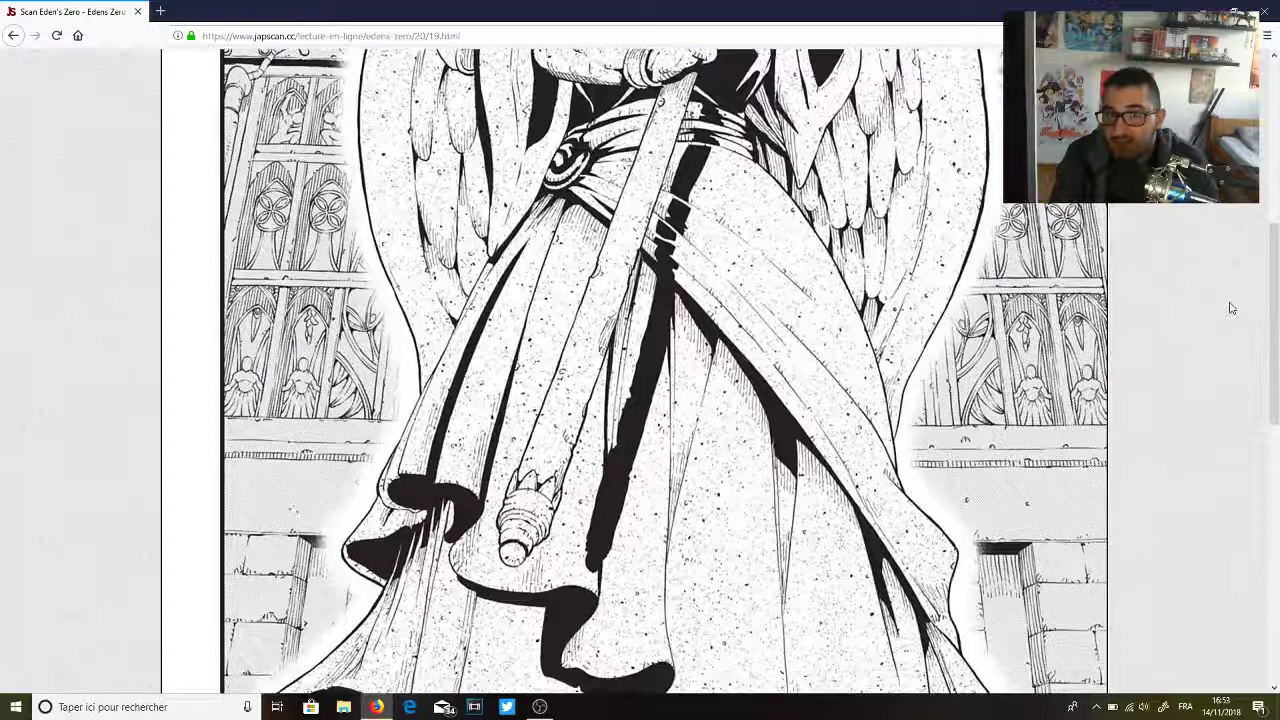 Scan Eden's Zero - Edens Zero
https://www.japscan.cc/lecture-en-ligne/edens-zero/20/19.html
Taper ici pour rechercher
FRA
16:53
14/11/2018